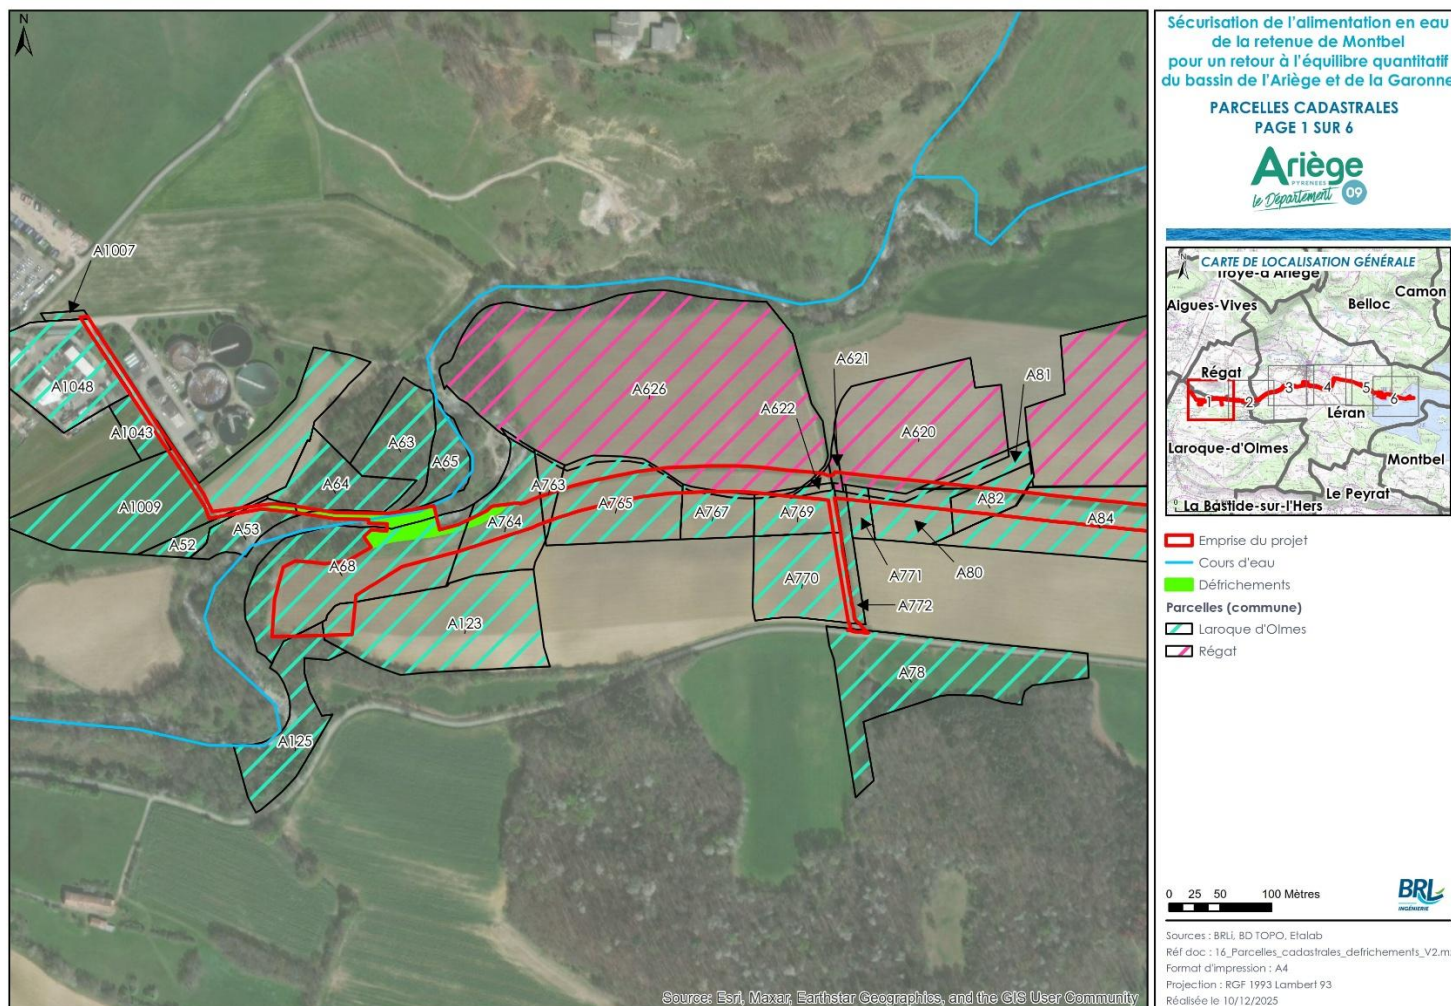 N
A1007
A1048
A1043
A1009
A52
A53
A64
A63
A65
A68
A764
A763
A765
A767
A769
A770
A771
A772
A80
A82
A84
A81
A621
A622
A620
A626
A123
A125
A78
Source: Esri, Maxar, Earthstar Geographics, and the GIS User Community
Sécurisation de l'alimentation en eau
de la retenue de Montbel
pour un retour à l'équilibre quantitatif
du bassin de l'Ariège et de la Garonne
PARCELLES CADASTRALES
PAGE 1 SUR 6
Ariège
PYRENEES
le Département 09
N
CARTE DE LOCALISATION GÉNÉRALE
Troye-d'Ariège
Camon
Aigues-Vives
Belloc
Régat
1
2
3
4
5
6
Léran
Laroque-d'Olmes
Montbel
Le Peyrat
La Bastide-sur-l'Hers
Emprise du projet
Cours d'eau
Défrichements
Parcelles (commune)
Laroque d'Olmes
Régat
0 25 50 100 Mètres
BRL
INGÉNIERIE
Sources : BRLi, BD TOPO, Etalab
Réf doc : 16_Parcelles_cadastrales_defrichements_V2.m
Format d'impression : A4
Projection : RGF 1993 Lambert 93
Réalisée le 10/12/2025